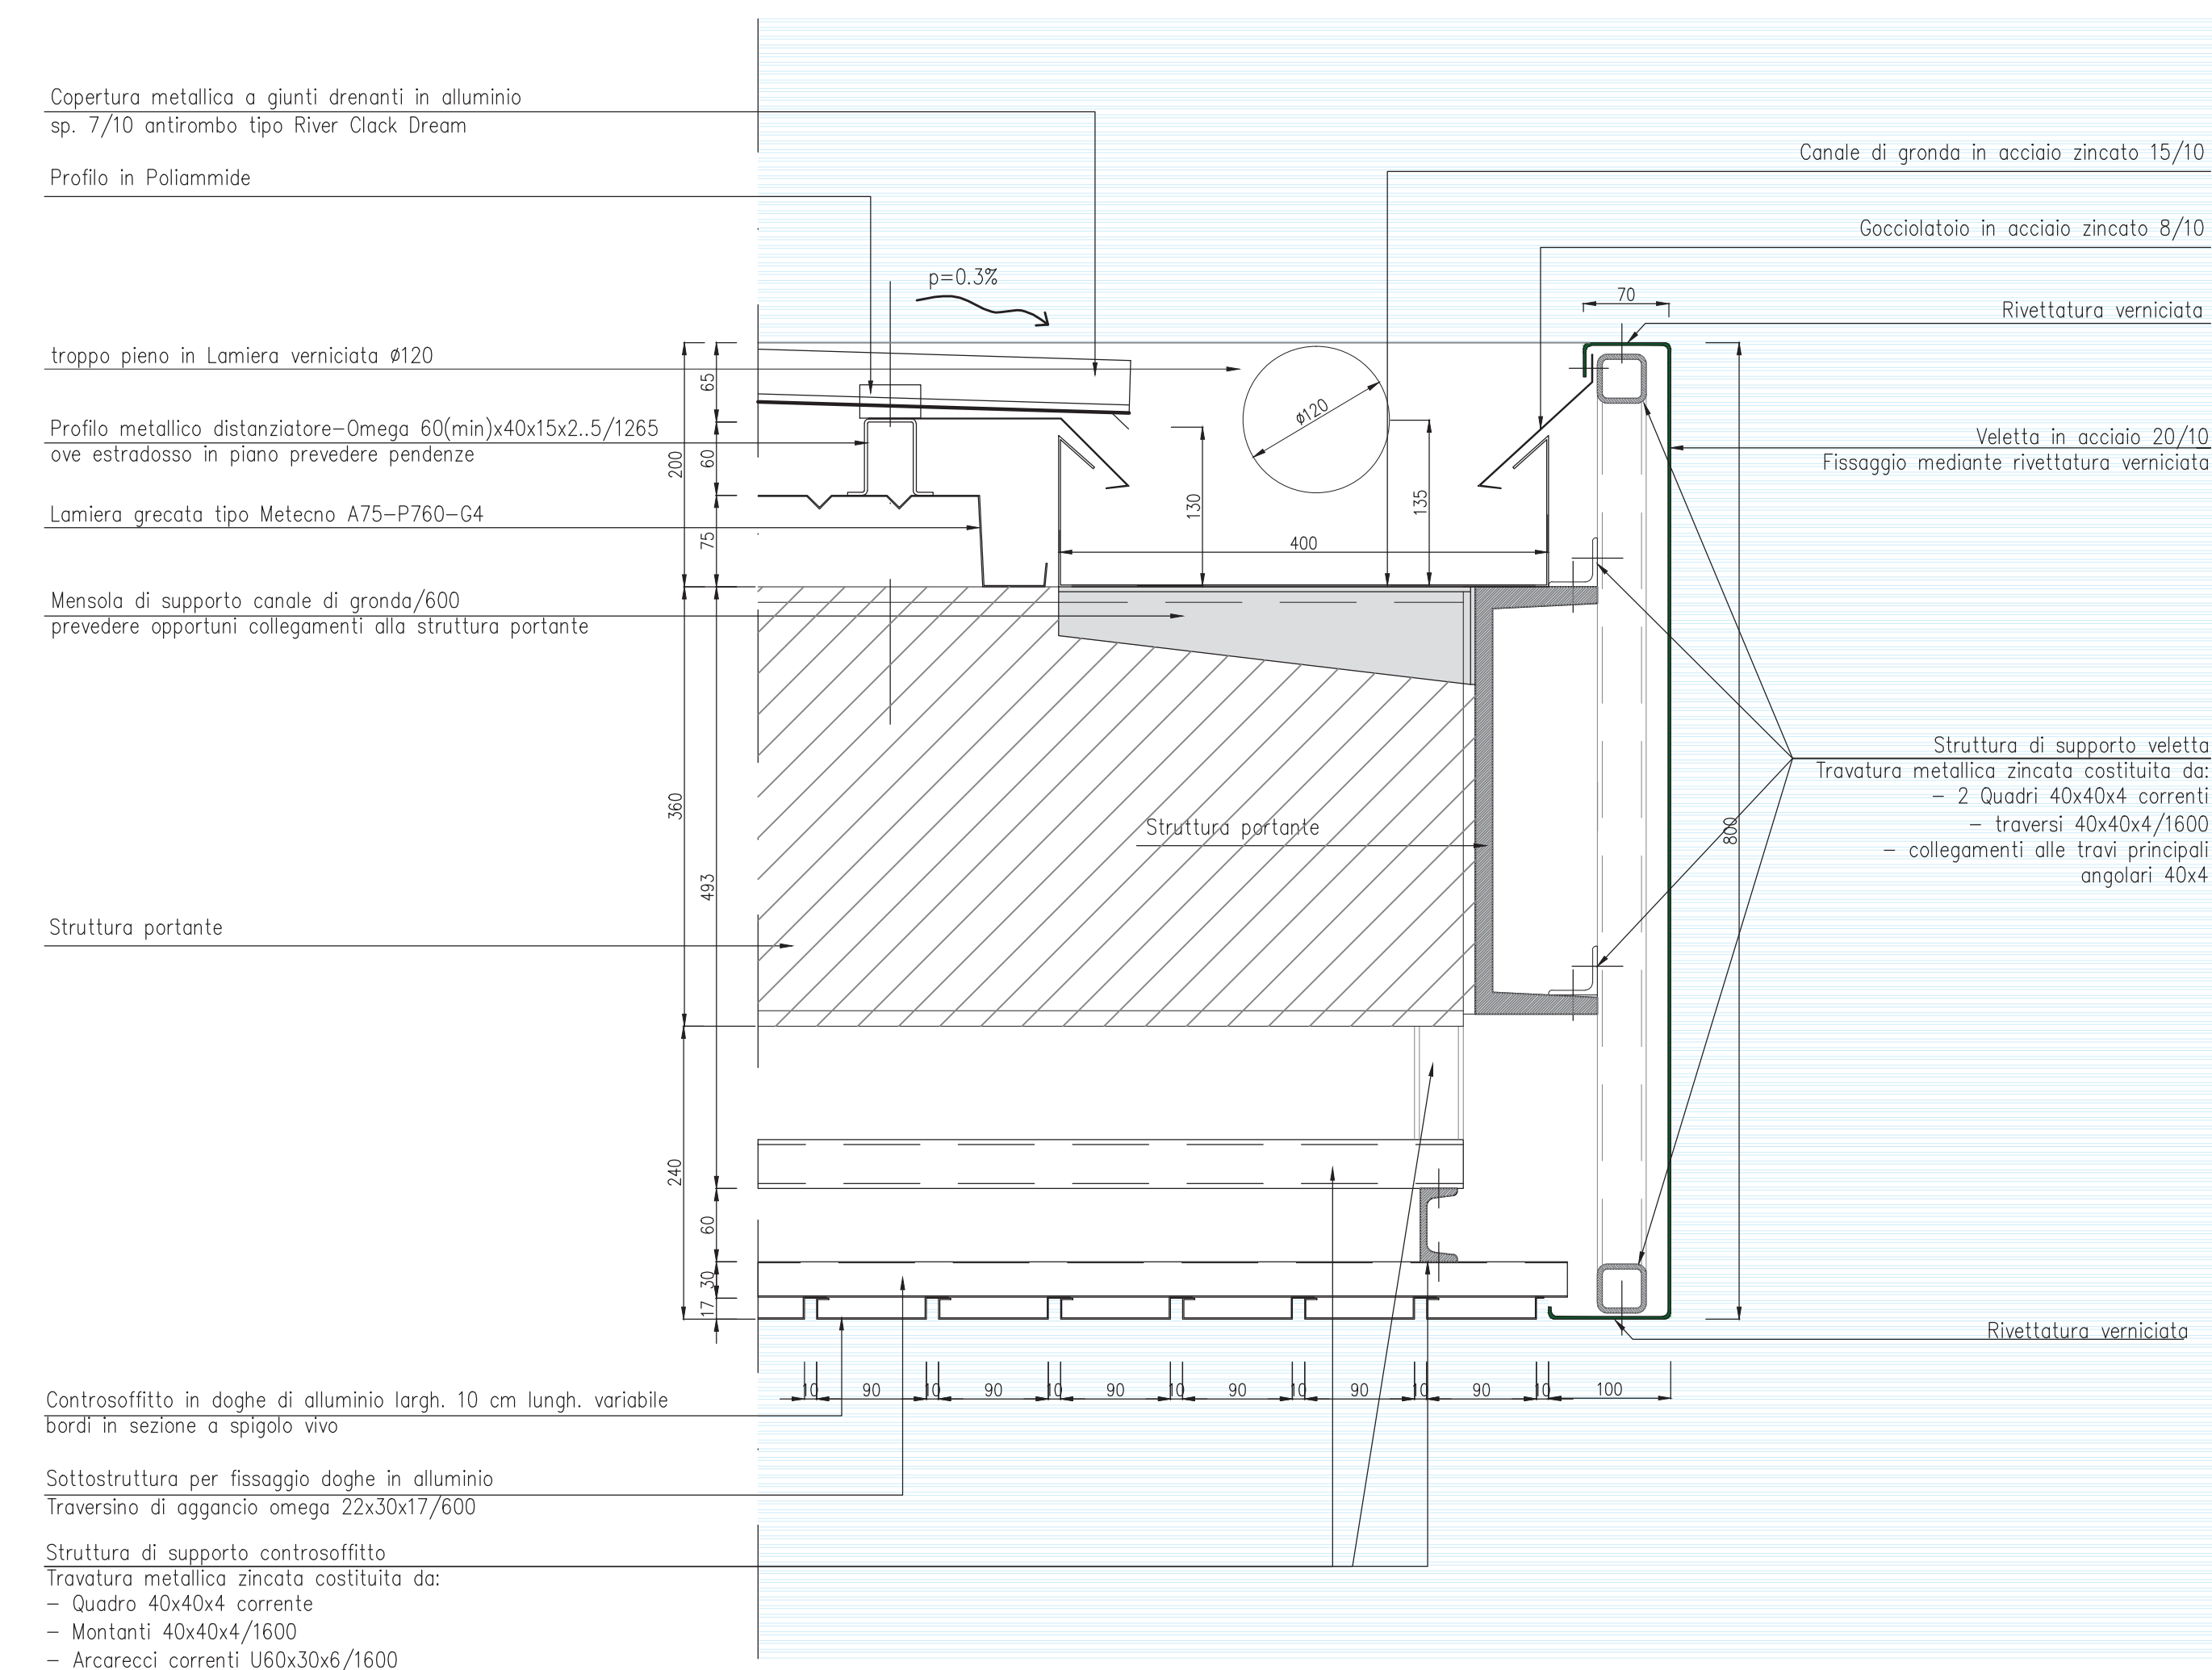 Copertura metallica a giunti drenanti in alluminio
sp. 7/10 antirombo tipo River Clack Dream
Profilo in Poliammide
troppo pieno in Lamiera verniciata ø120
Profilo metallico distanziatore-Omega 60(min)x40x15x2..5/1265
ove estradosso in piano prevedere pendenze
Lamiera grecata tipo Metecno A75-P760-G4
Mensola di supporto canale di gronda/600
prevedere opportuni collegamenti alla struttura portante
Struttura portante
Controsoffitto in doghe di alluminio largh. 10 cm lungh. variabile
bordi in sezione a spigolo vivo
Sottostruttura per fissaggio doghe in alluminio
Traversino di aggancio omega 22x30x17/600
Struttura di supporto controsoffitto
Travatura metallica zincata costituita da:
- Quadro 40x40x4 corrente
- Montanti 40x40x4/1600
- Arcarecci correnti U60x30x6/1600
200
360
240
65
60
75
493
60
30
17
p=0.3%
ø120
130
135
400
Struttura portante
10 90 10 90 10 90 10 90 10 90 10 90 10 100
70
800
Canale di gronda in acciaio zincato 15/10
Gocciolatoio in acciaio zincato 8/10
Rivettatura verniciata
Veletta in acciaio 20/10
Fissaggio mediante rivettatura verniciata
Struttura di supporto veletta
Travatura metallica zincata costituita da:
- 2 Quadri 40x40x4 correnti
- traversi 40x40x4/1600
- collegamenti alle travi principali
angolari 40x4
Rivettatura verniciata